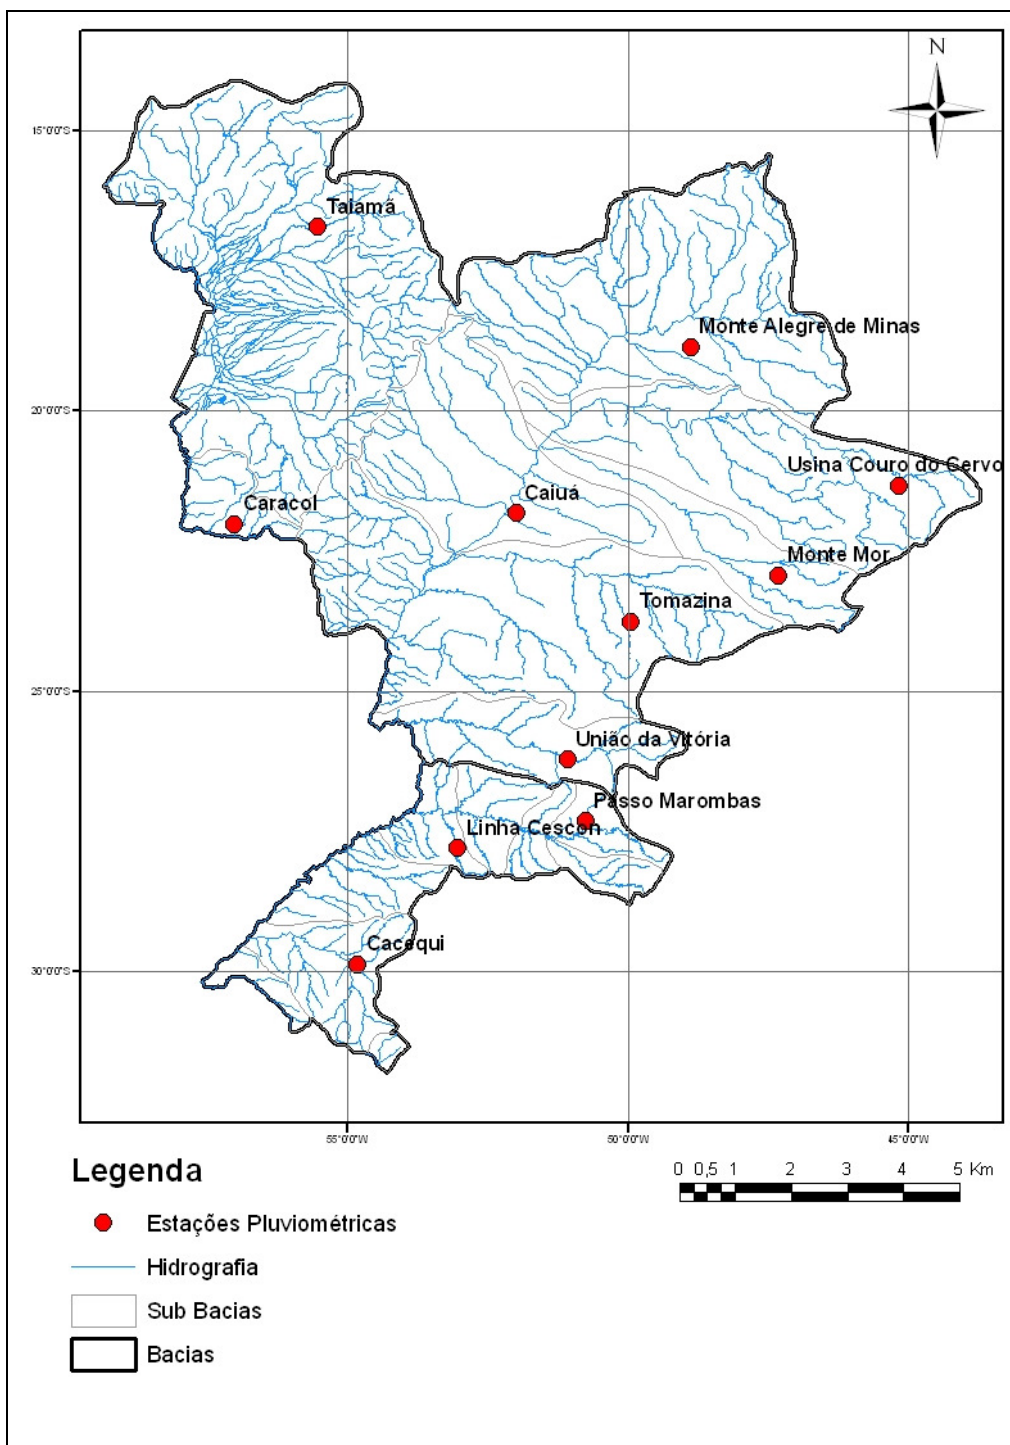 N
15°0'0"S
Taiamã
Monte Alegre de Minas
20°0'0"S
Usina Couro do Cervo
Caiuá
Caracol
Monte Mor
Tomazina
25°0'0"S
União da Vitória
Passo Marombas
Linha Cescon
Cacequi
30°0'0"S
55°0'0"W 50°0'0"W 45°0'0"W
Legenda
0 0,5 1 2 3 4 5 Km
Estações Pluviométricas
Hidrografia
Sub Bacias
Bacias